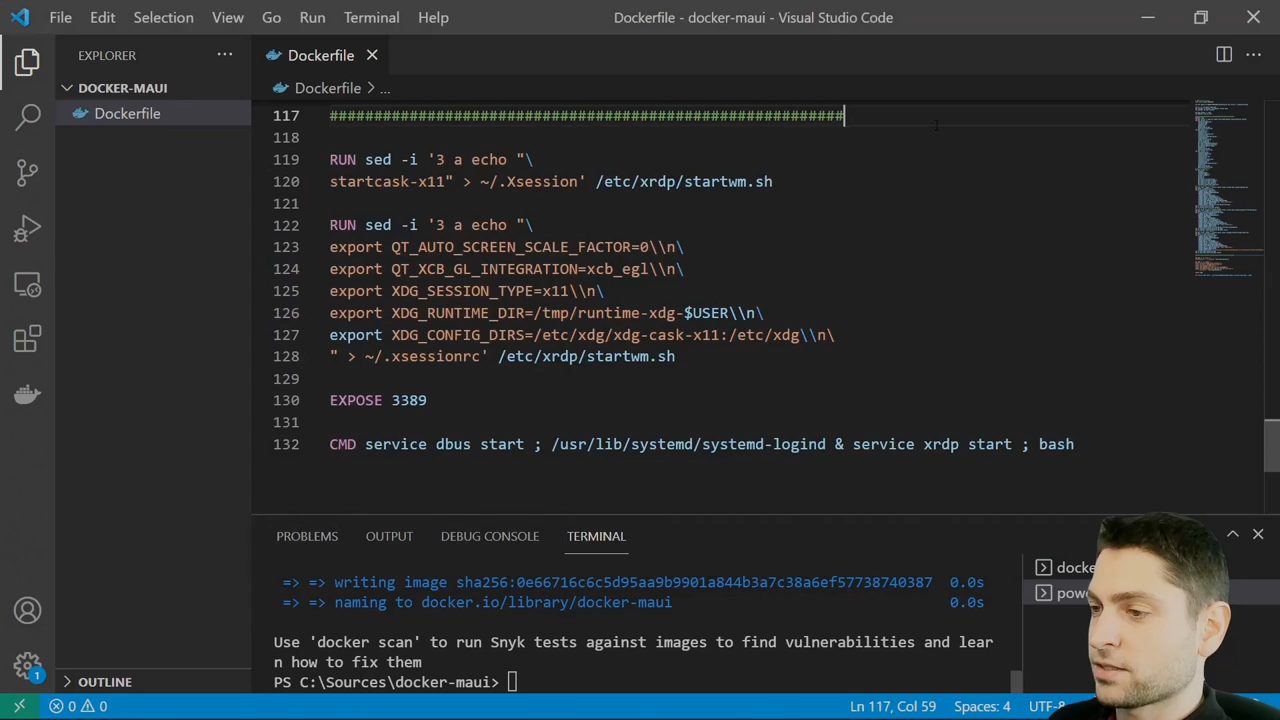 File Edit Selection View Go Run Terminal Help Dockerfile - docker-maui - Visual Studio Code
EXPLORER
Dockerfile
DOCKER-MAUI
Dockerfile > ...
Dockerfile
117 ##########################################################
118
119 RUN sed -i '3 a echo "\
120 startcask-x11" > ~/.Xsession' /etc/xrdp/startwm.sh
121
122 RUN sed -i '3 a echo "\
123 export QT_AUTO_SCREEN_SCALE_FACTOR=0\\n\
124 export QT_XCB_GL_INTEGRATION=xcb_egl\\n\
125 export XDG_SESSION_TYPE=x11\\n\
126 export XDG_RUNTIME_DIR=/tmp/runtime-xdg-$USER\\n\
127 export XDG_CONFIG_DIRS=/etc/xdg/xdg-cask-x11:/etc/xdg\\n\
128 " > ~/.xsessionrc' /etc/xrdp/startwm.sh
129
130 EXPOSE 3389
131
132 CMD service dbus start ; /usr/lib/systemd/systemd-logind & service xrdp start ; bash
PROBLEMS OUTPUT DEBUG CONSOLE TERMINAL
=> => writing image sha256:0e66716c6c5d95aa9b9901a844b3a7c38a6ef57738740387 0.0s
=> => naming to docker.io/library/docker-maui 0.0s
Use 'docker scan' to run Snyk tests against images to find vulnerabilities and lear
n how to fix them
PS C:\Sources\docker-maui>
docke
pow
OUTLINE
1
0 0
Ln 117, Col 59 Spaces: 4 UTF-8